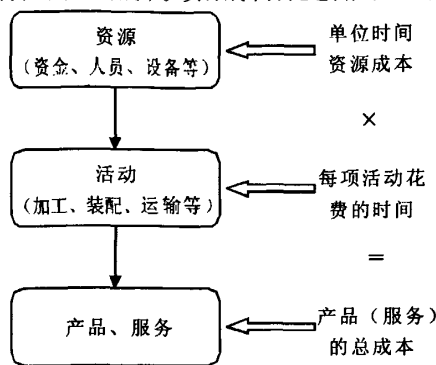 资源
（资金、人员、设备等）
单位时间
资源成本
×
活动
（加工、装配、运输等）
每项活动花
费的时间
=
产品、服务
产品（服务）
的总成本